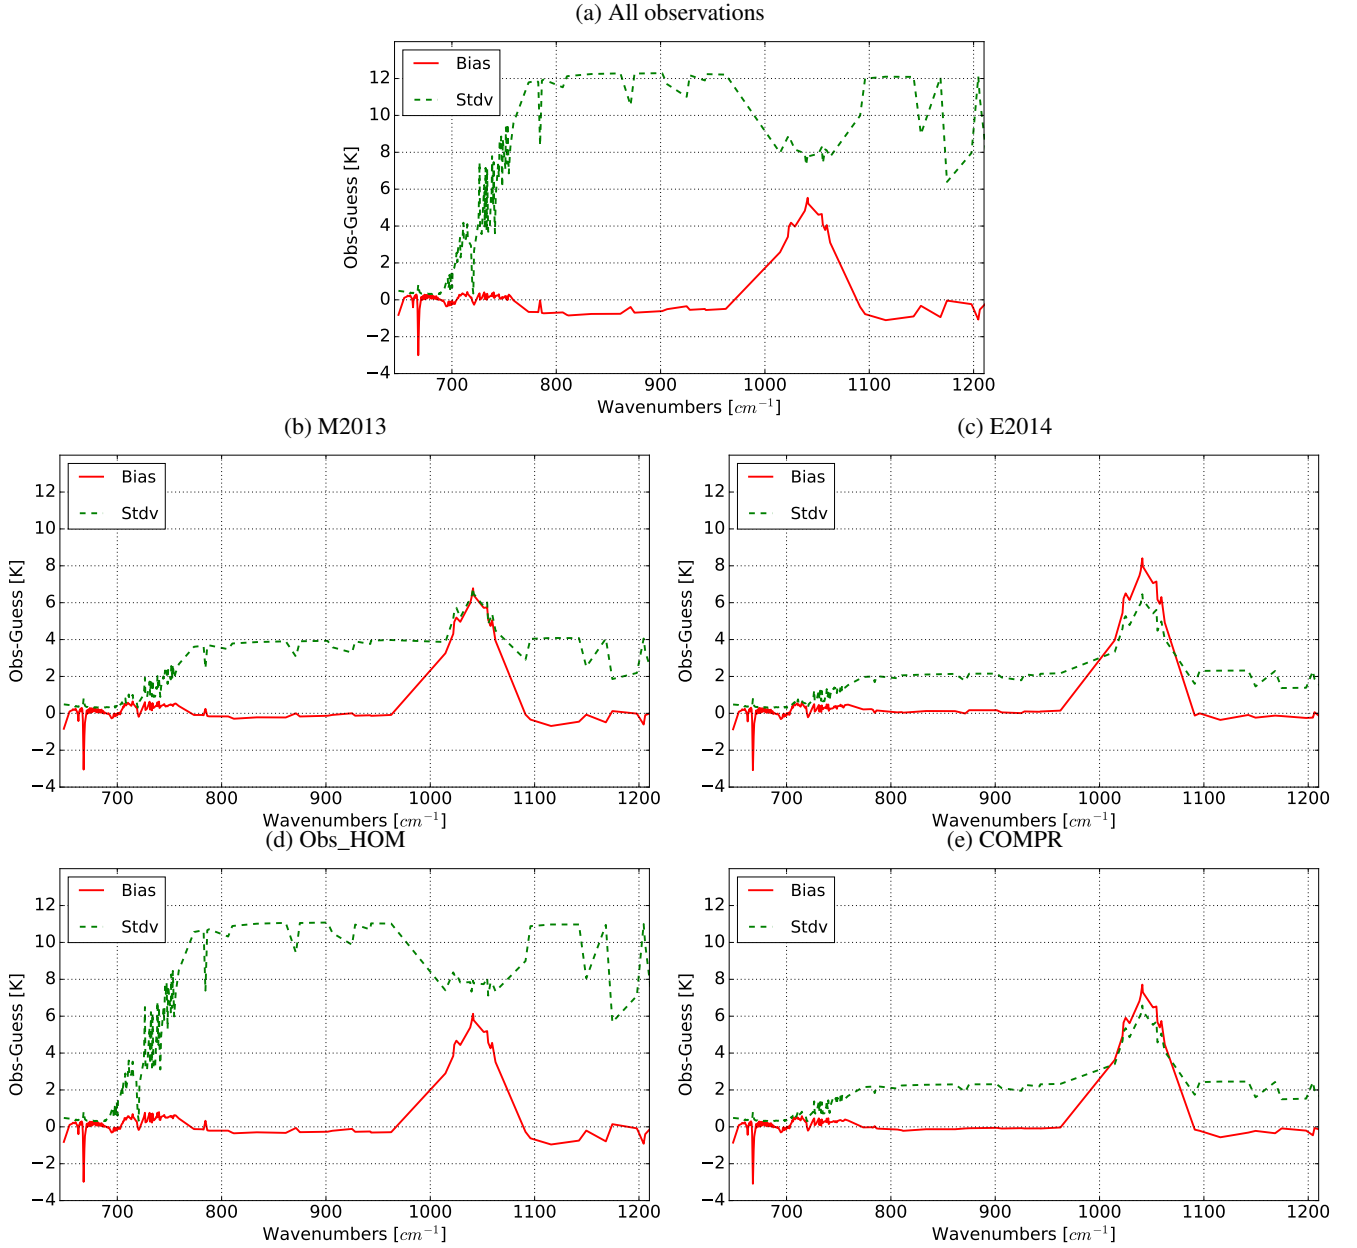 (a) All observations
Bias
Stdv
12
10
8
6
4
2
0
−2
−4
Obs-Guess [K]
700 800 900 1000 1100 1200
Wavenumbers [cm⁻¹]
(b) M2013
Bias
Stdv
12
10
8
6
4
2
0
−2
−4
Obs-Guess [K]
700 800 900 1000 1100 1200
Wavenumbers [cm⁻¹]
(c) E2014
Bias
Stdv
12
10
8
6
4
2
0
−2
−4
Obs-Guess [K]
700 800 900 1000 1100 1200
Wavenumbers [cm⁻¹]
(d) Obs_HOM
Bias
Stdv
12
10
8
6
4
2
0
−2
−4
Obs-Guess [K]
700 800 900 1000 1100 1200
Wavenumbers [cm⁻¹]
(e) COMPR
Bias
Stdv
12
10
8
6
4
2
0
−2
−4
Obs-Guess [K]
700 800 900 1000 1100 1200
Wavenumbers [cm⁻¹]